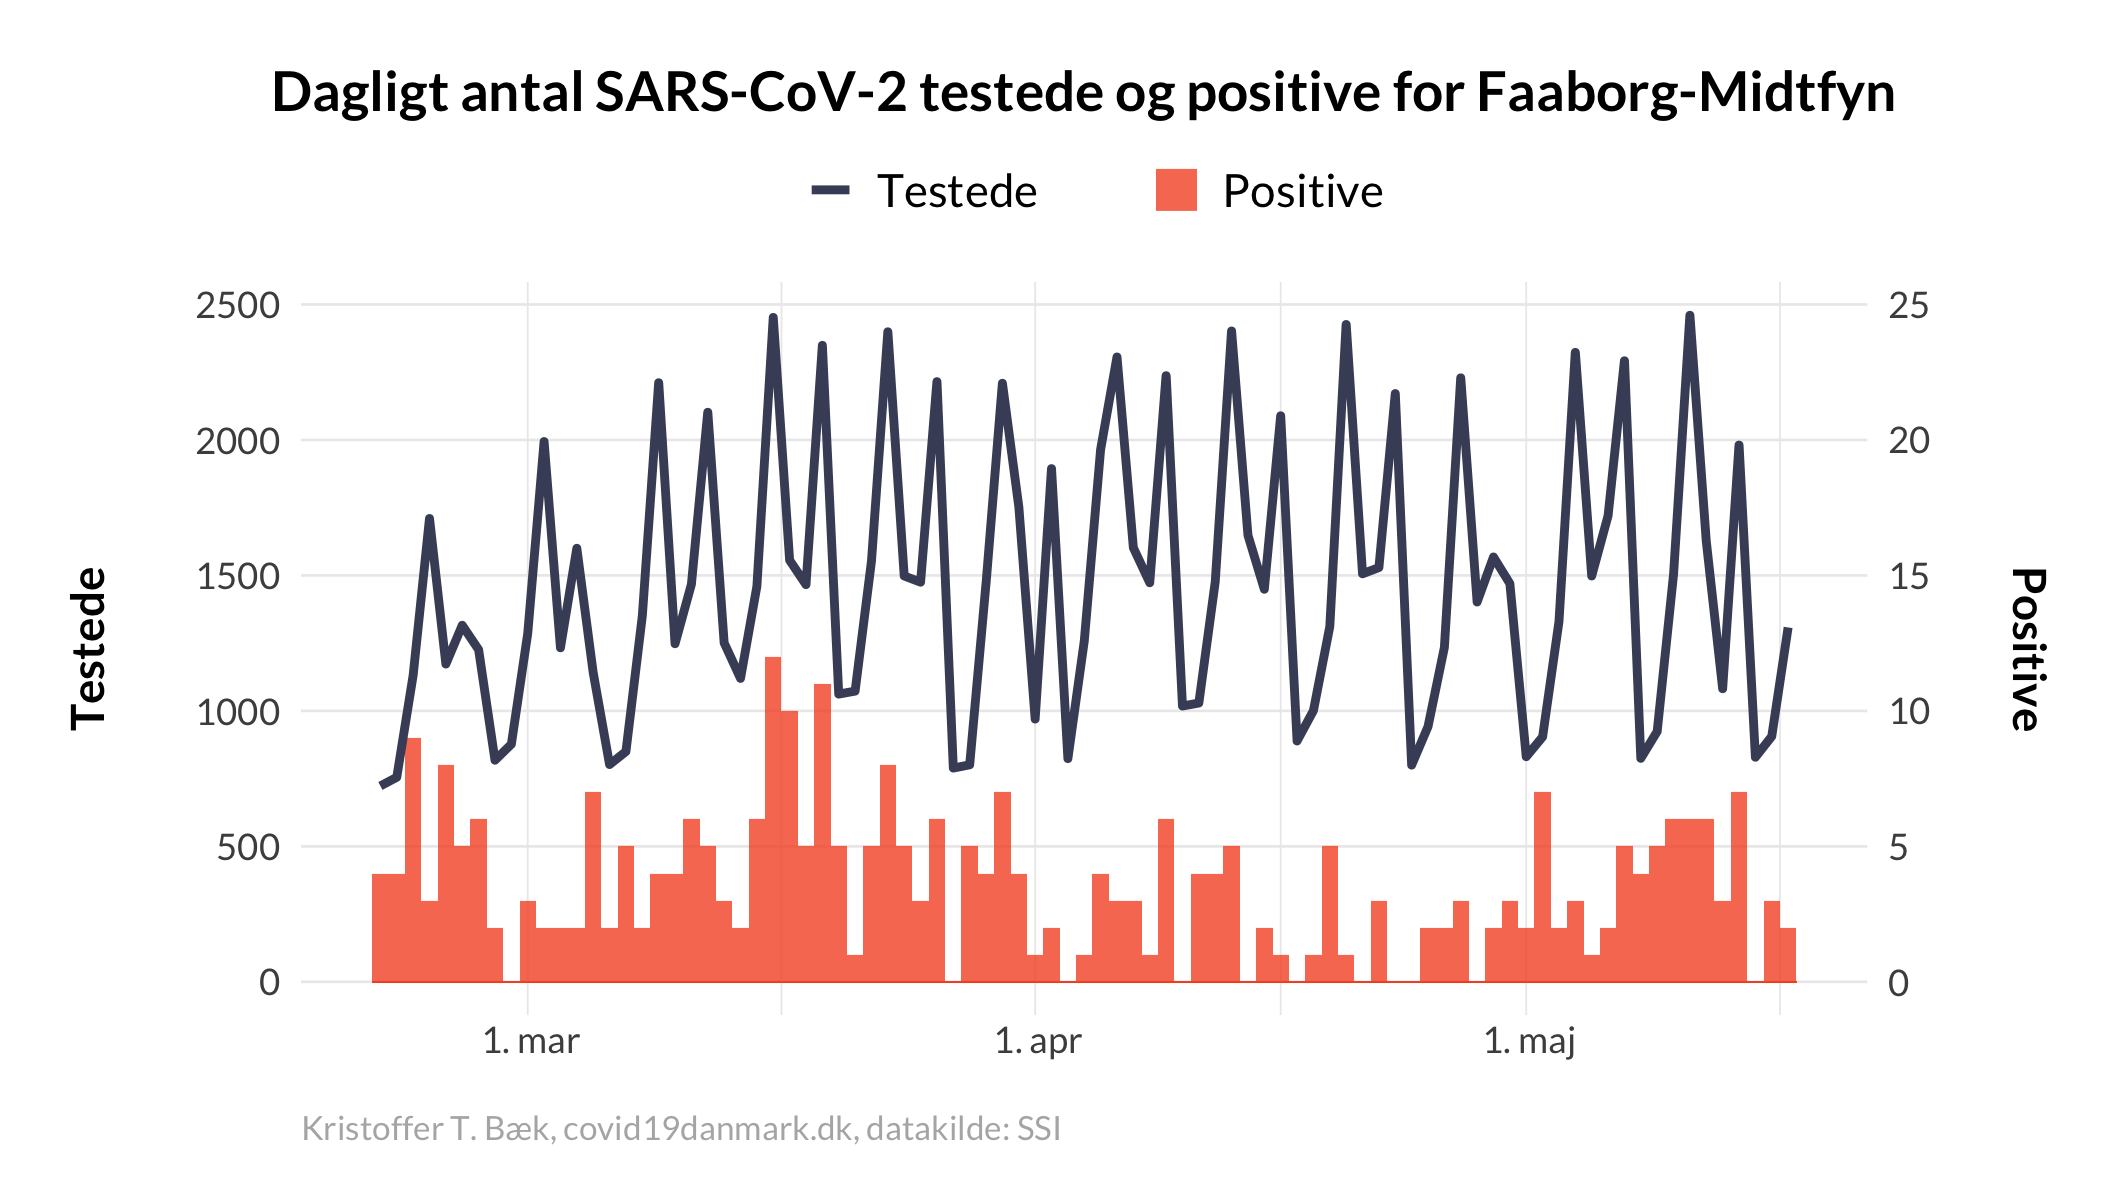 Dagligt antal SARS-CoV-2 testede og positive for Faaborg-Midtfyn
Testede
Positive
2500
2000
1500
1000
500
0
Testede
25
20
15
10
5
0
Positive
1. mar
1. apr
1. maj
Kristoffer T. Bæk, covid19danmark.dk, datakilde: SSI